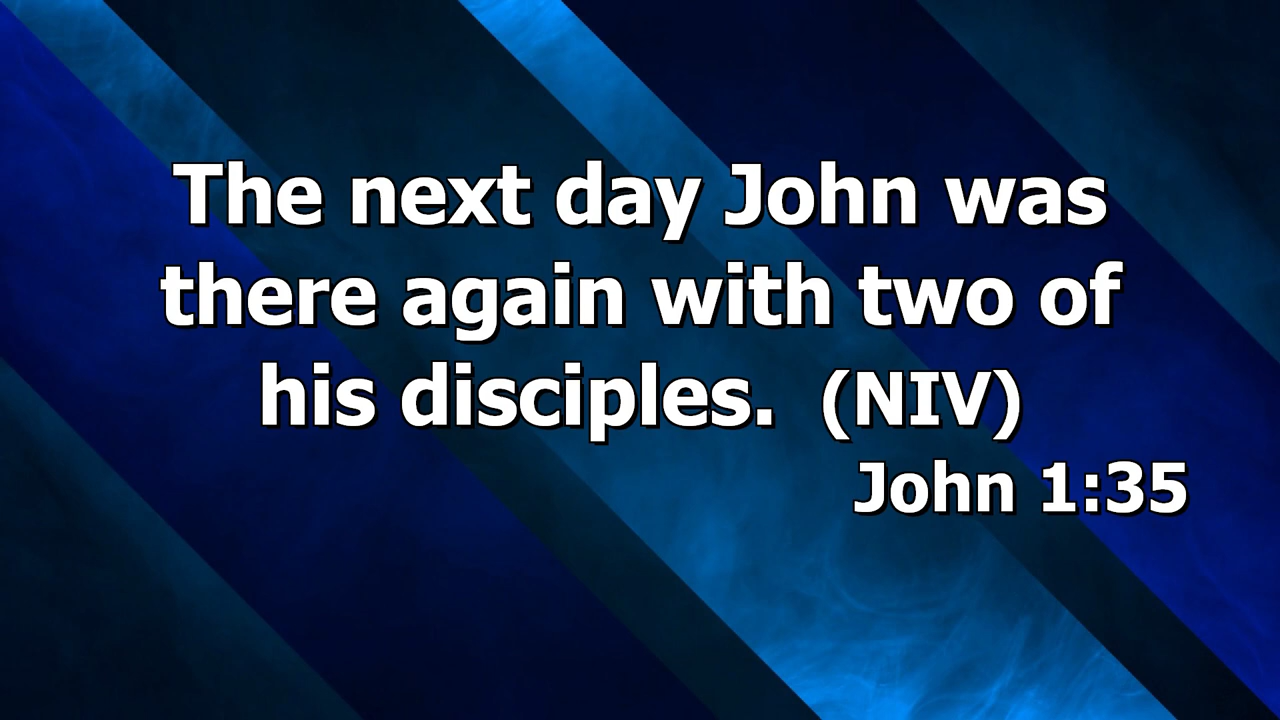 The next day John was
there again with two of
his disciples.  (NIV)
John 1:35